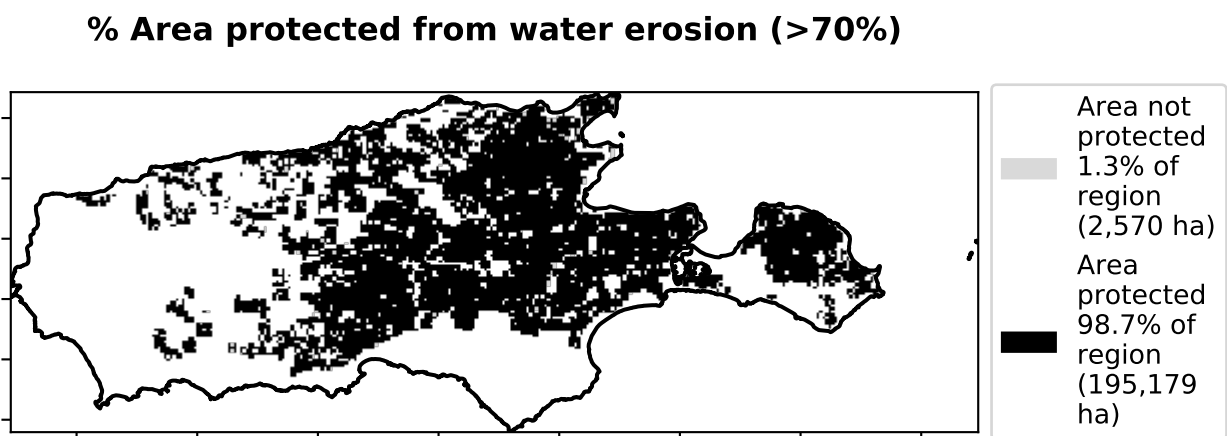 % Area protected from water erosion (>70%)
Area not
protected
1.3% of
region
(2,570 ha)
Area
protected
98.7% of
region
(195,179
ha)